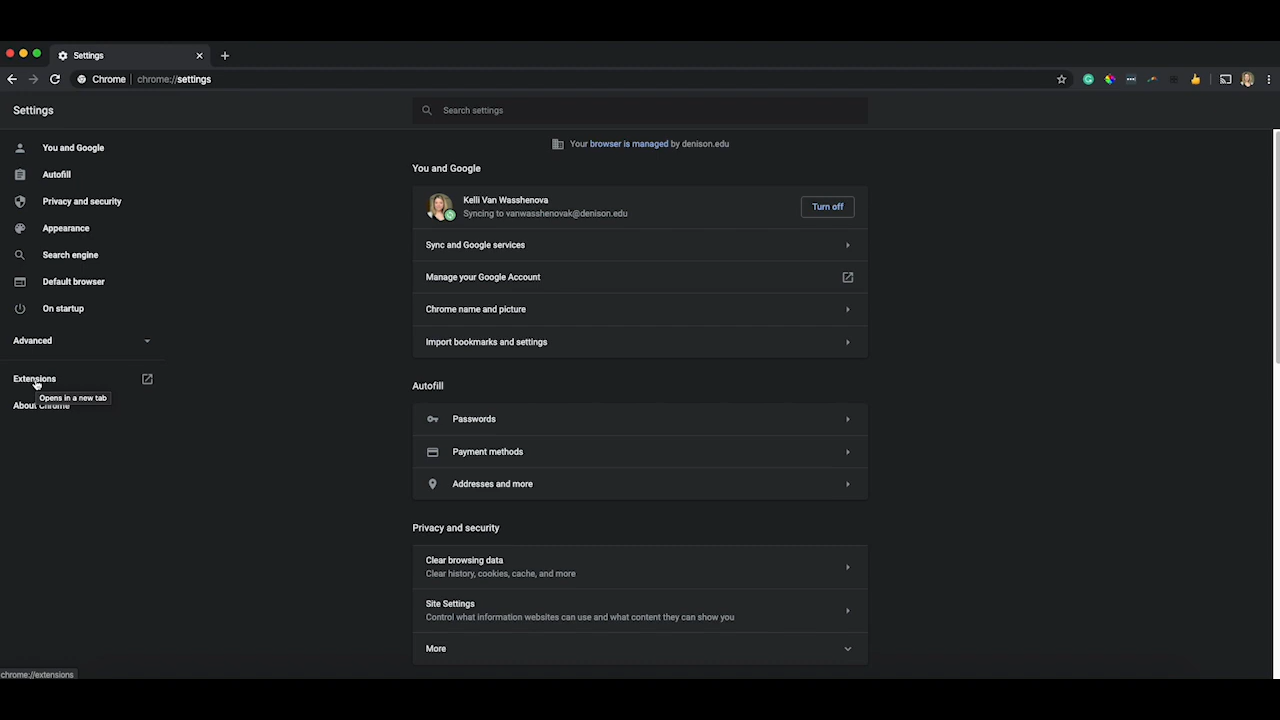 Settings
Chrome
chrome://settings
Settings
Search settings
You and Google
Autofill
Privacy and security
Appearance
Search engine
Default browser
On startup
Advanced
Extensions
Opens in a new tab
About Chrome
Your browser is managed by denison.edu
You and Google
Kelli Van Wasshenova
Syncing to vanwasshenovak@denison.edu
Turn off
Sync and Google services
Manage your Google Account
Chrome name and picture
Import bookmarks and settings
Autofill
Passwords
Payment methods
Addresses and more
Privacy and security
Clear browsing data
Clear history, cookies, cache, and more
Site Settings
Control what information websites can use and what content they can show you
More
chrome://extensions